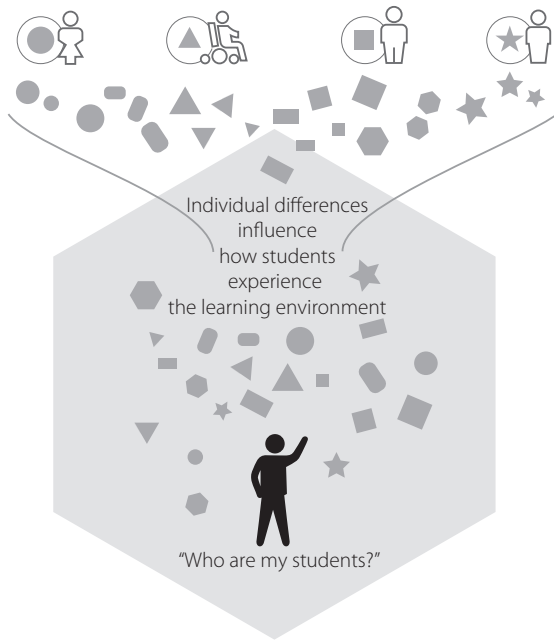 Individual differences
influence
how students
experience
the learning environment
“Who are my students?”